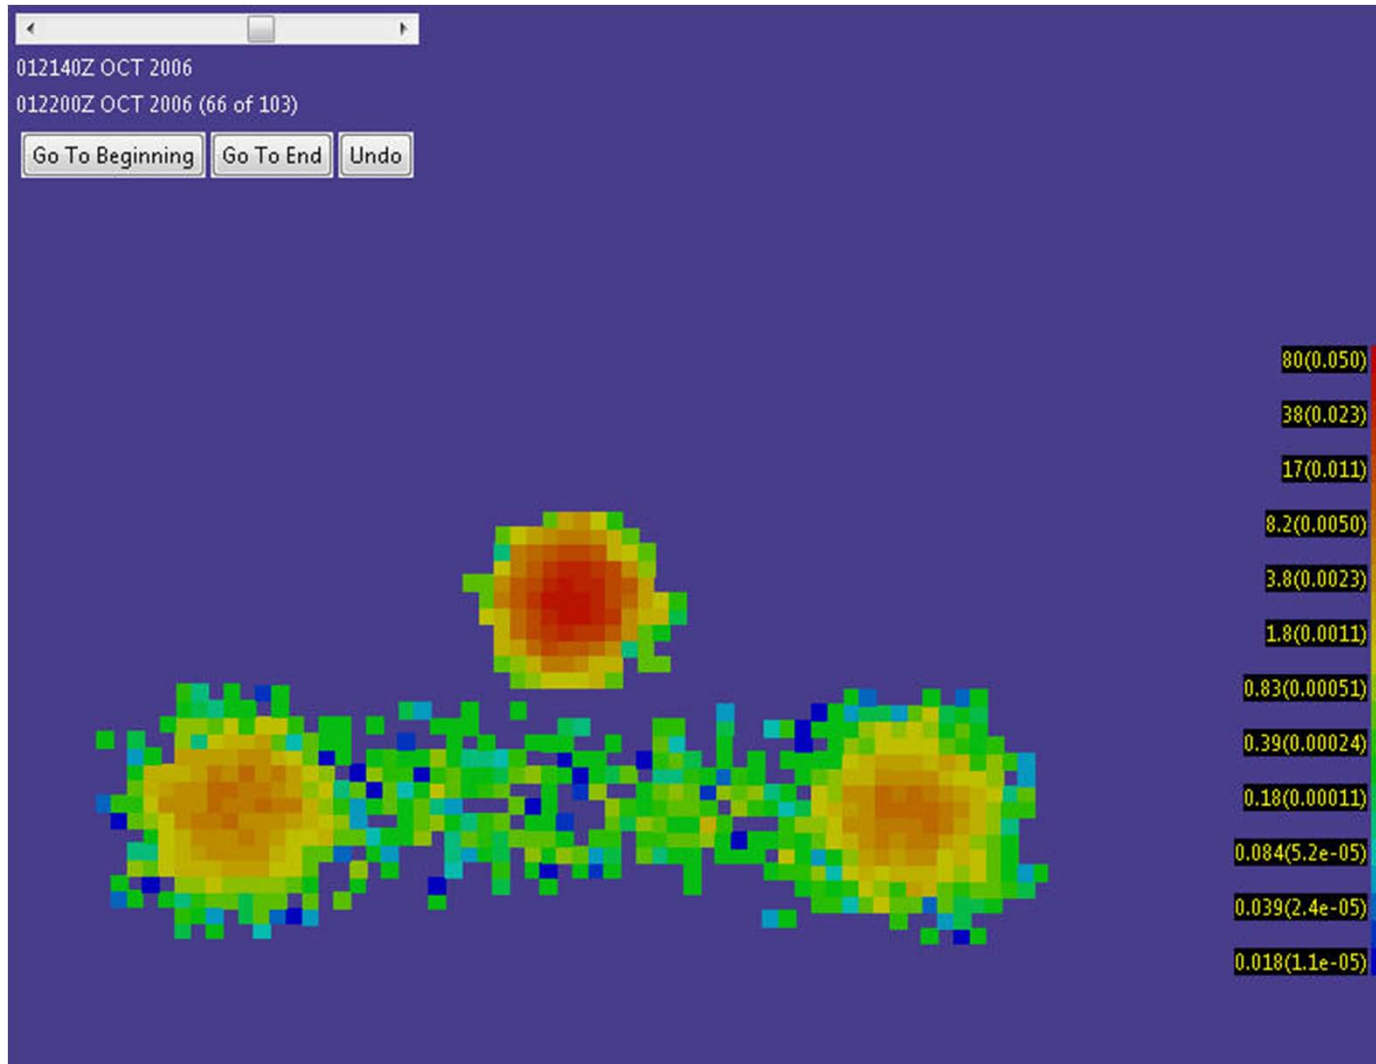 012140Z OCT 2006
012200Z OCT 2006 (66 of 103)
Go To Beginning Go To End Undo
80(0.050)
38(0.023)
17(0.011)
8.2(0.0050)
3.8(0.0023)
1.8(0.0011)
0.83(0.00051)
0.39(0.00024)
0.18(0.00011)
0.084(5.2e-05)
0.039(2.4e-05)
0.018(1.1e-05)